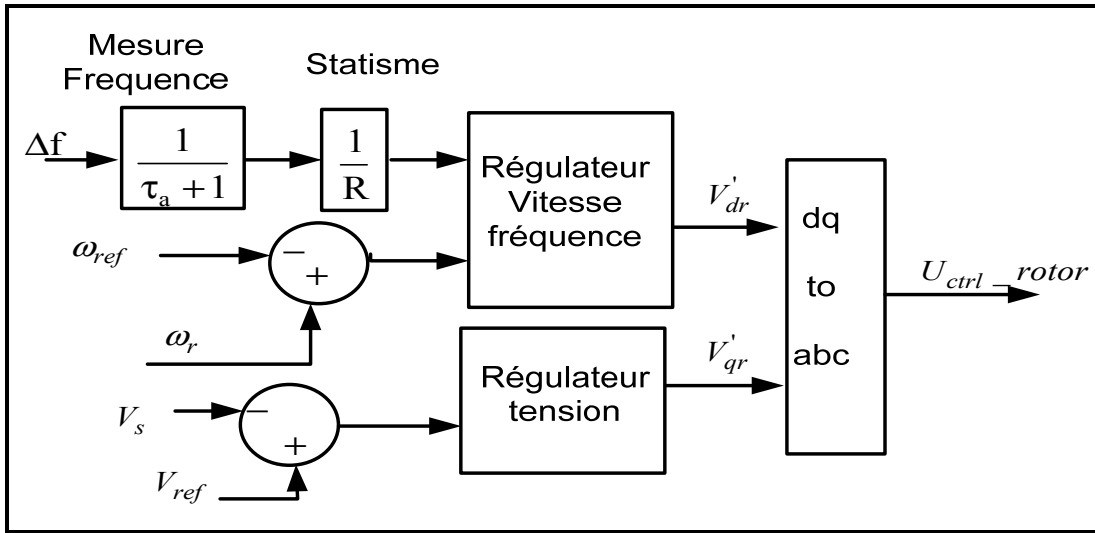 Mesure
Frequence
Statisme
Δf
1
τa + 1
1
R
Régulateur
Vitesse
fréquence
V'dr
dq
to
abc
ωref
−
+
ωr
U ctrl _ rotor
Régulateur
tension
V'qr
Vs
−
+
Vref